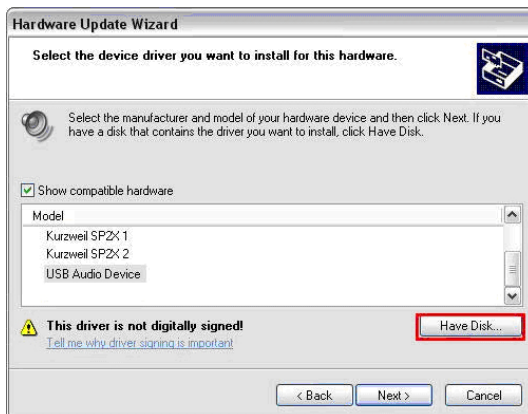 Hardware Update Wizard
Select the device driver you want to install for this hardware.
Select the manufacturer and model of your hardware device and then click Next. If you
have a disk that contains the driver you want to install, click Have Disk.
Show compatible hardware
Model
Kurzweil SP2X 1
Kurzweil SP2X 2
USB Audio Device
This driver is not digitally signed!
Have Disk...
Tell me why driver signing is important
< Back
Next >
Cancel